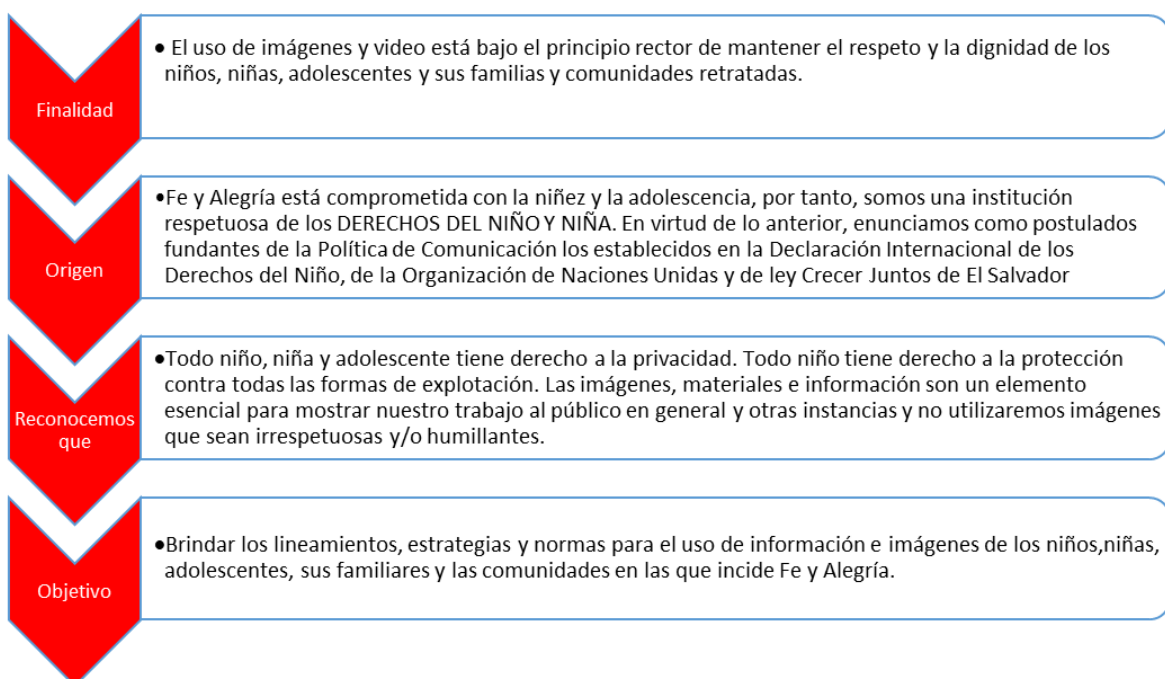 Finalidad
• El uso de imágenes y video está bajo el principio rector de mantener el respeto y la dignidad de los
niños, niñas, adolescentes y sus familias y comunidades retratadas.
Origen
•Fe y Alegría está comprometida con la niñez y la adolescencia, por tanto, somos una institución
respetuosa de los DERECHOS DEL NIÑO Y NIÑA. En virtud de lo anterior, enunciamos como postulados
fundantes de la Política de Comunicación los establecidos en la Declaración Internacional de los
Derechos del Niño, de la Organización de Naciones Unidas y de ley Crecer Juntos de El Salvador
Reconocemos
que
•Todo niño, niña y adolescente tiene derecho a la privacidad. Todo niño tiene derecho a la protección
contra todas las formas de explotación. Las imágenes, materiales e información son un elemento
esencial para mostrar nuestro trabajo al público en general y otras instancias y no utilizaremos imágenes
que sean irrespetuosas y/o humillantes.
Objetivo
•Brindar los lineamientos, estrategias y normas para el uso de información e imágenes de los niños,niñas,
adolescentes, sus familiares y las comunidades en las que incide Fe y Alegría.